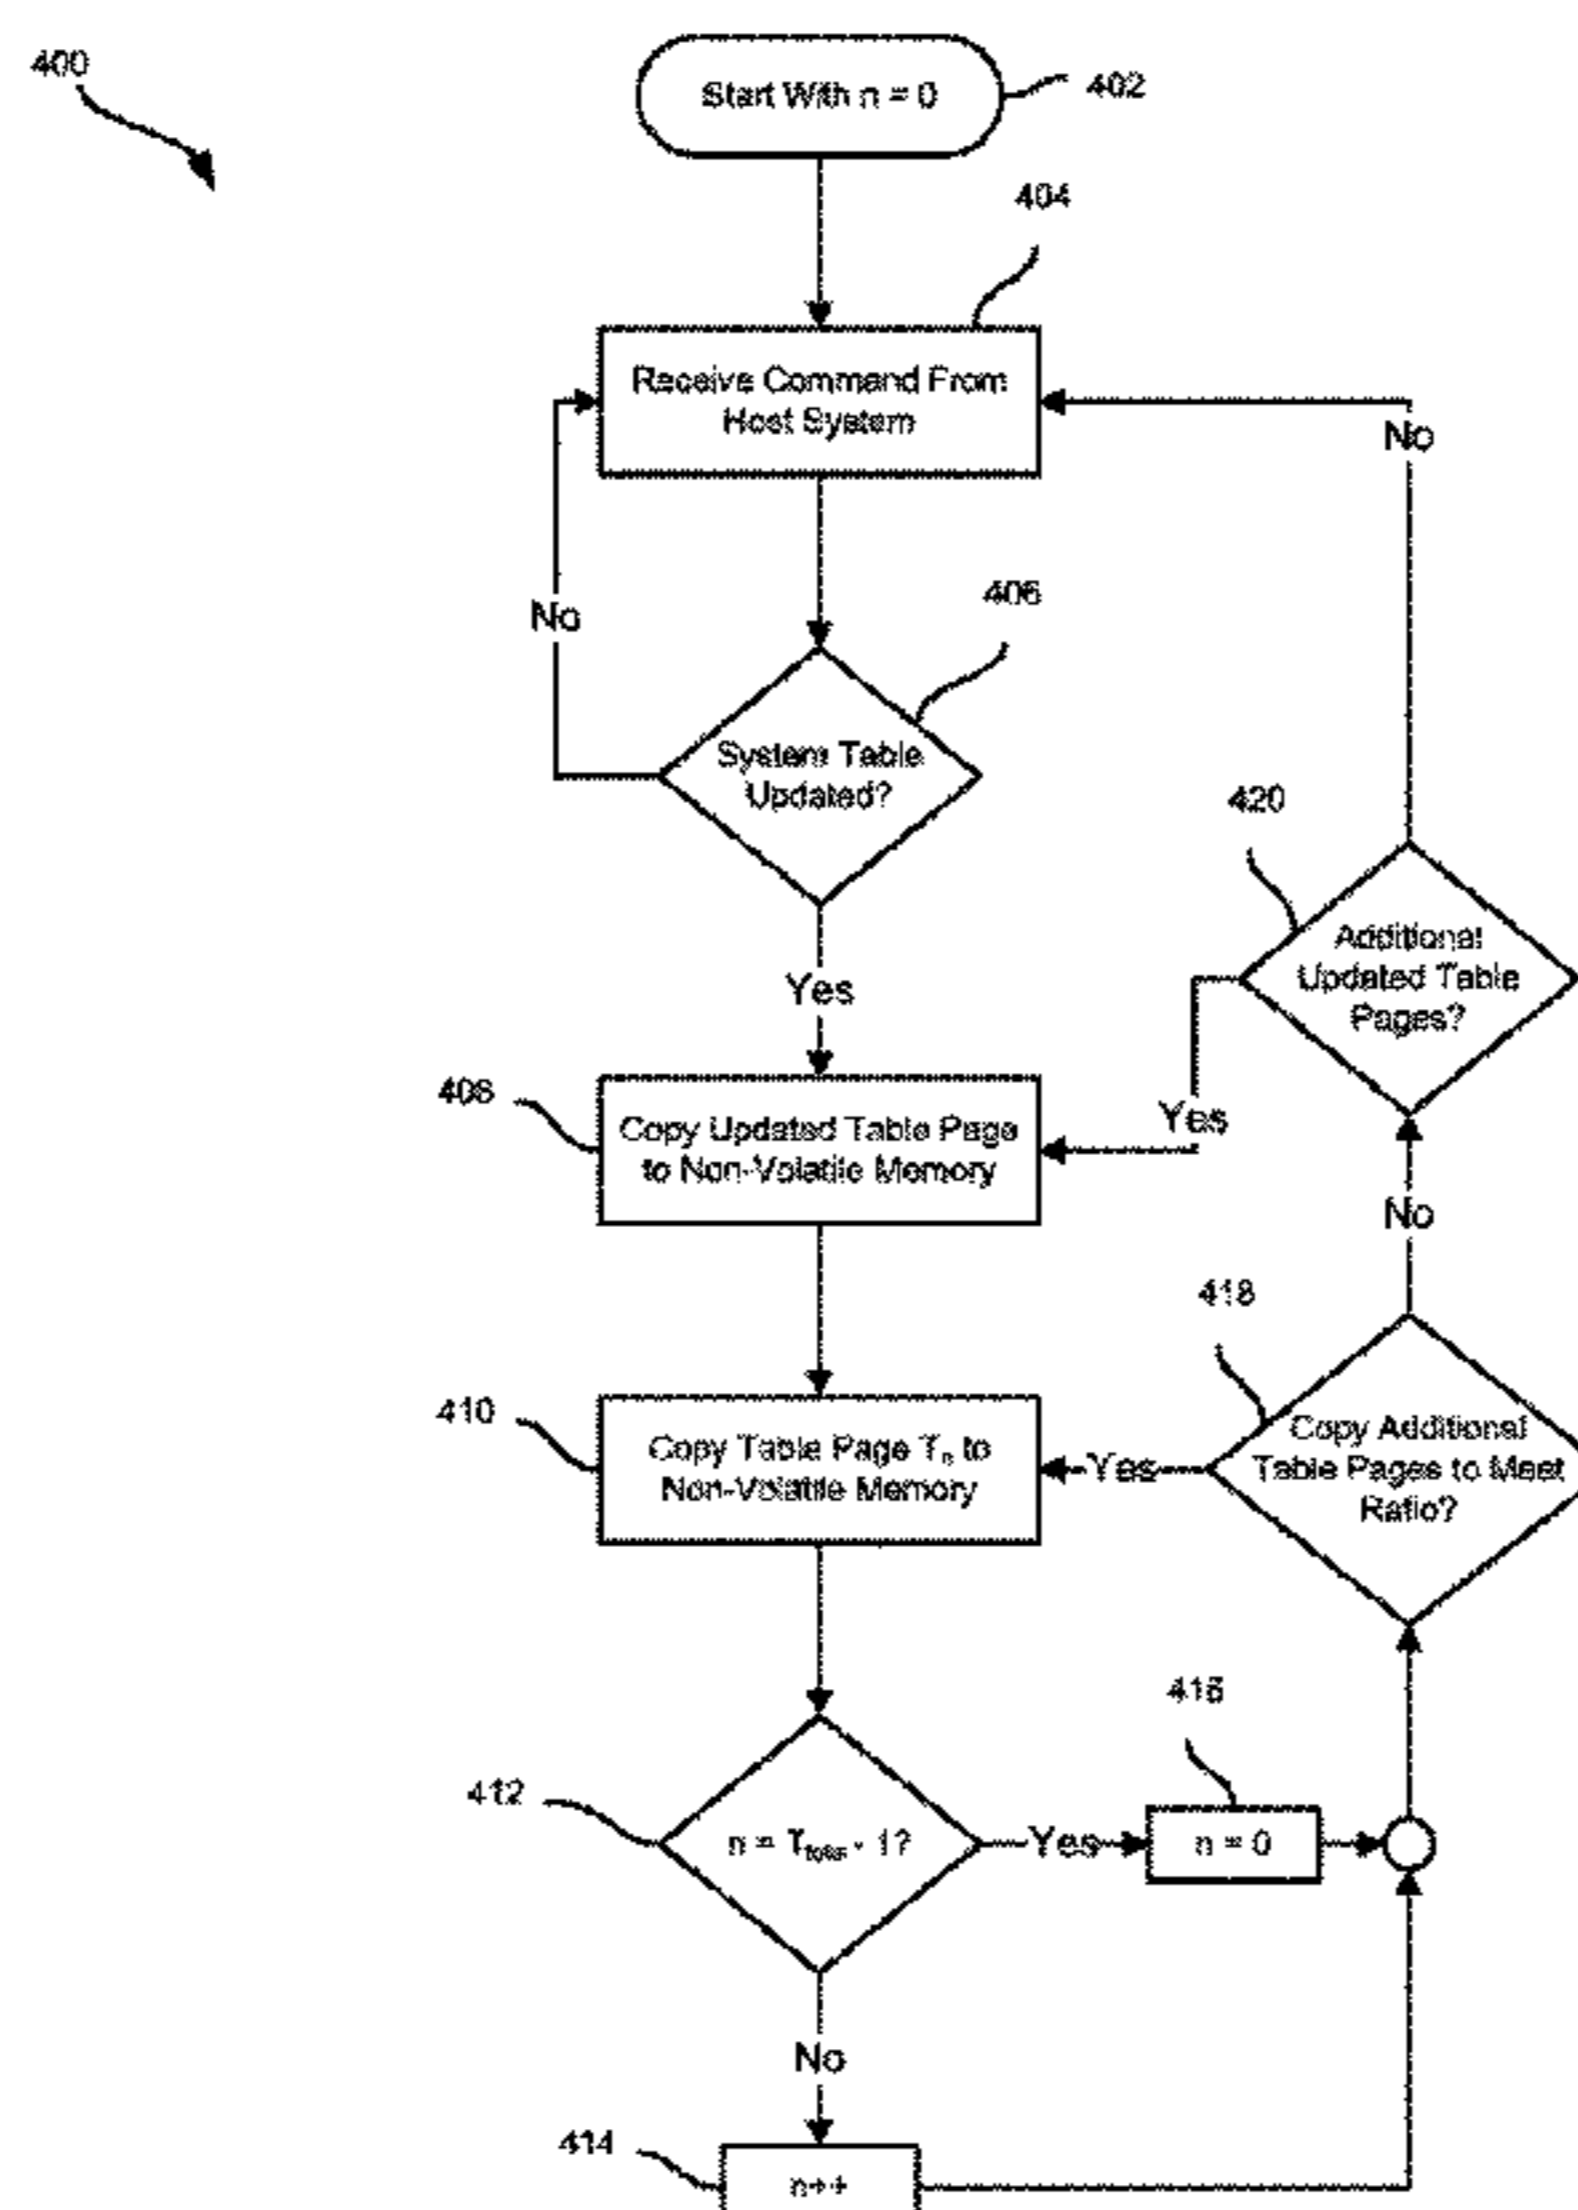 400
Start With n = 0
402
404
Receive Command From
Host System
No
No
406
System Table
Updated?
420
Additional
Updated Table
Pages?
Yes
408
Copy Updated Table Page
to Non-Volatile Memory
Yes
No
418
410
Copy Table Page Tn to
Non-Volatile Memory
Yes
Copy Additional
Table Pages to Meet
Ratio?
416
412
n = Ttotal - 1?
Yes
n = 0
No
414
n++